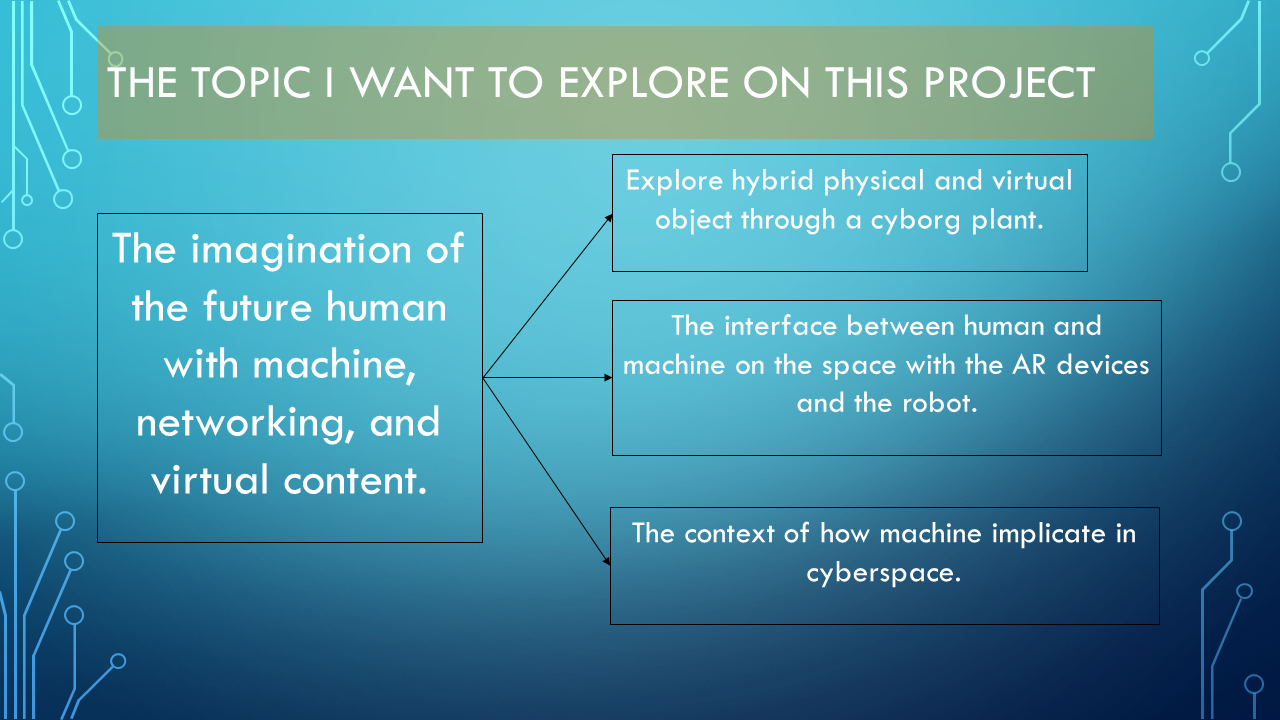 THE TOPIC I WANT TO EXPLORE ON THIS PROJECT
The imagination of
the future human
with machine,
networking, and
virtual content.
Explore hybrid physical and virtual
object through a cyborg plant.
The interface between human and
machine on the space with the AR devices
and the robot.
The context of how machine implicate in
cyberspace.